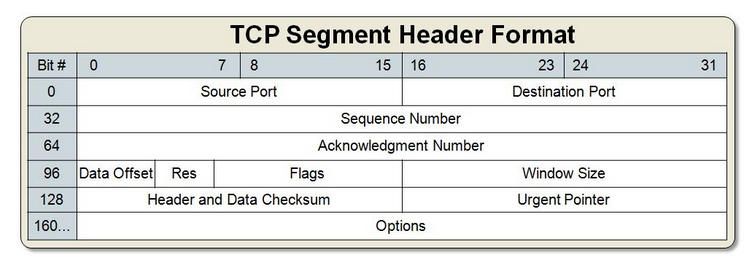 TCP Segment Header Format
Bit # 0 7 8 15 16 23 24 31
0 Source Port Destination Port
32 Sequence Number
64 Acknowledgment Number
96 Data Offset Res Flags Window Size
128 Header and Data Checksum Urgent Pointer
160... Options